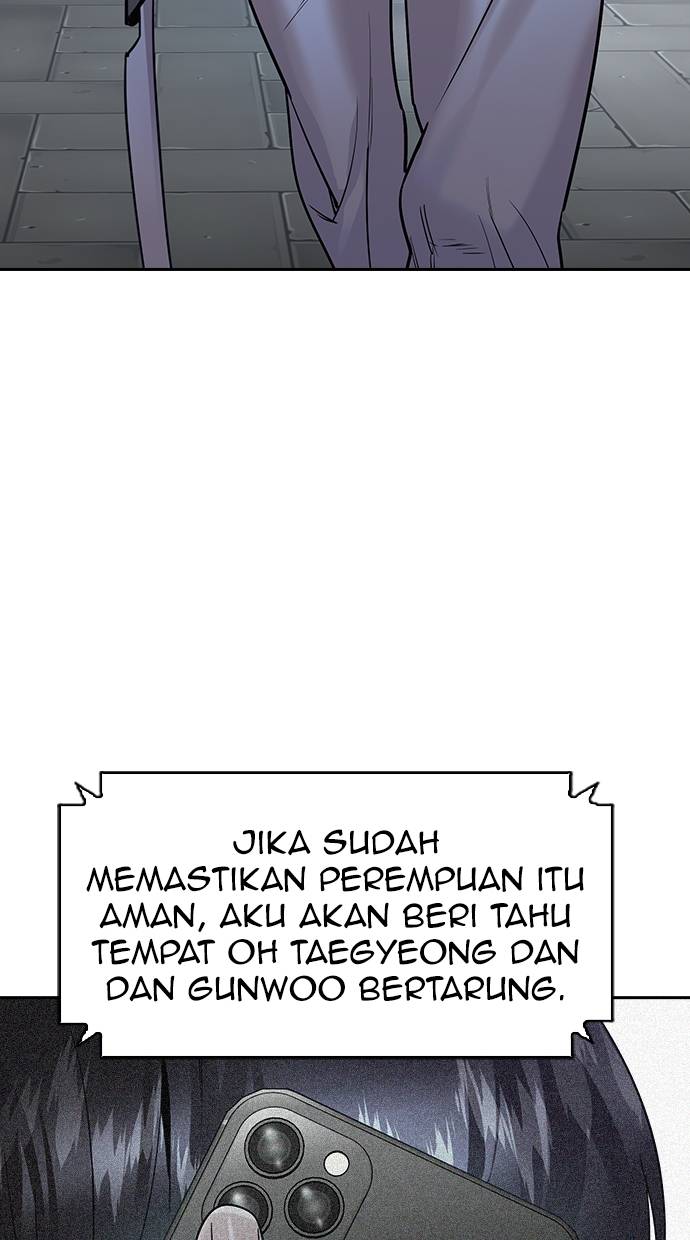 JIKA SUDAH
MEMASTIKAN PEREMPUAN ITU
AMAN, AKU AKAN BERI TAHU
TEMPAT OH TAEGYEONG DAN
DAN GUNWOO BERTARUNG.